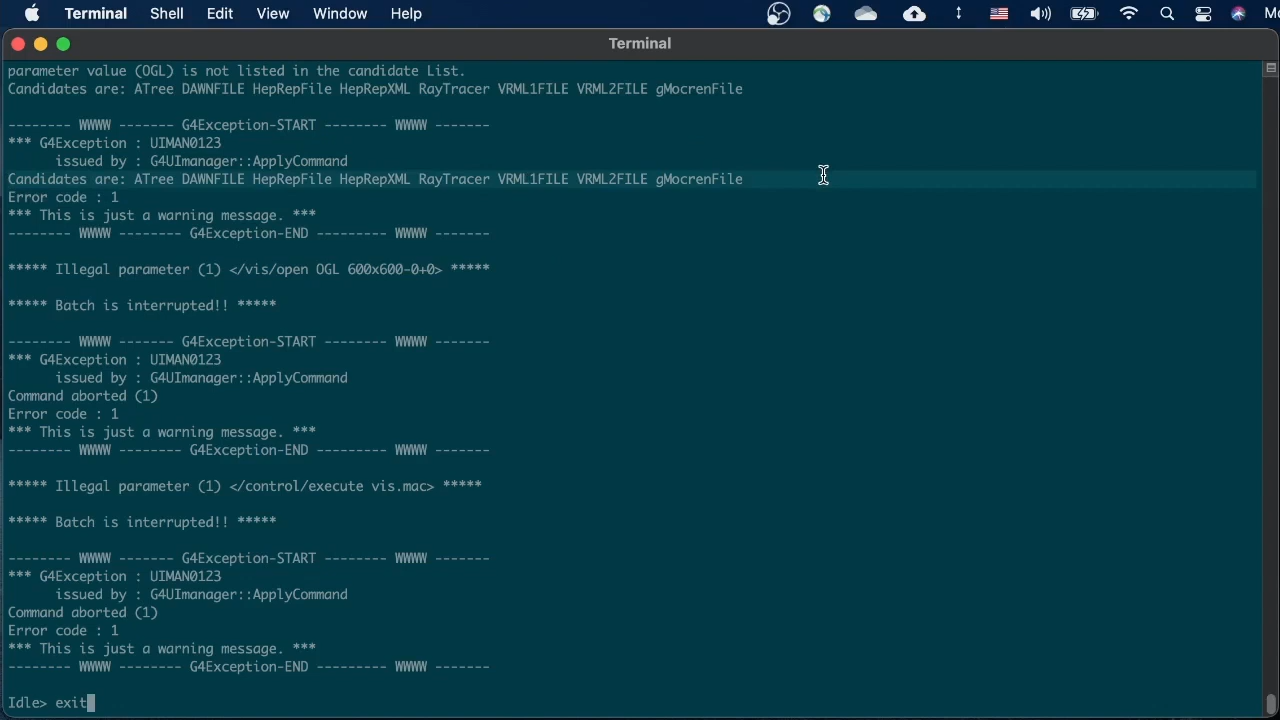 Terminal Shell Edit View Window Help
Terminal
parameter value (OGL) is not listed in the candidate List.
Candidates are: ATree DAWNFILE HepRepFile HepRepXML RayTracer VRML1FILE VRML2FILE gMocrenFile
-------- WWWW ------- G4Exception-START -------- WWWW -------
*** G4Exception : UIMAN0123
issued by : G4UImanager::ApplyCommand
Candidates are: ATree DAWNFILE HepRepFile HepRepXML RayTracer VRML1FILE VRML2FILE gMocrenFile
Error code : 1
*** This is just a warning message. ***
-------- WWWW -------- G4Exception-END --------- WWWW -------
***** Illegal parameter (1) </vis/open OGL 600x600-0+0> *****
***** Batch is interrupted!! *****
-------- WWWW ------- G4Exception-START -------- WWWW -------
*** G4Exception : UIMAN0123
issued by : G4UImanager::ApplyCommand
Command aborted (1)
Error code : 1
*** This is just a warning message. ***
-------- WWWW -------- G4Exception-END --------- WWWW -------
***** Illegal parameter (1) </control/execute vis.mac> *****
***** Batch is interrupted!! *****
-------- WWWW ------- G4Exception-START -------- WWWW -------
*** G4Exception : UIMAN0123
issued by : G4UImanager::ApplyCommand
Command aborted (1)
Error code : 1
*** This is just a warning message. ***
-------- WWWW -------- G4Exception-END --------- WWWW -------
Idle> exit